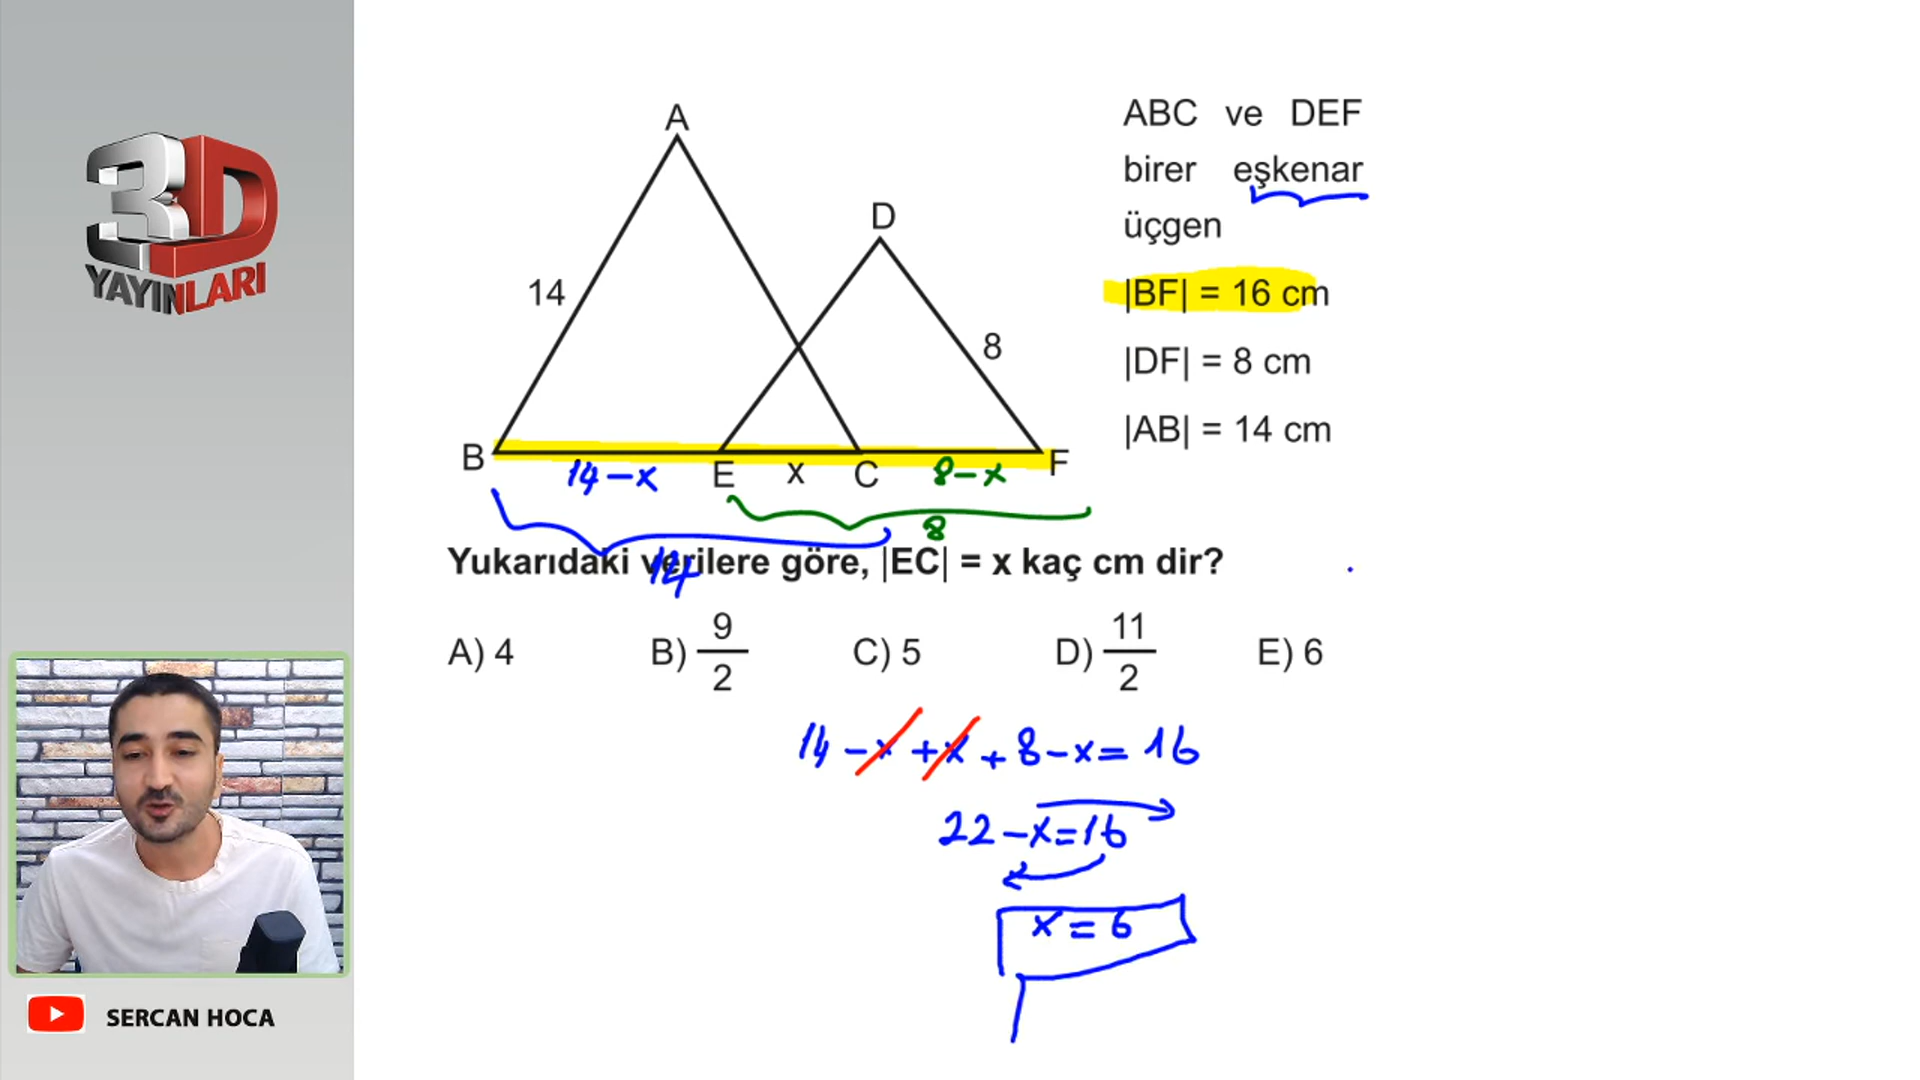 3D
YAYINLARI
A
D
14
8
B
E
x
C
F
14-x
8-x
8
14
ABC ve DEF
birer eşkenar
üçgen
|BF| = 16 cm
|DF| = 8 cm
|AB| = 14 cm
Yukarıdaki verilere göre, |EC| = x kaç cm dir?
A) 4 B) 9/2 C) 5 D) 11/2 E) 6
14-x+x+8-x=16
22-x=16
x=6
SERCAN HOCA